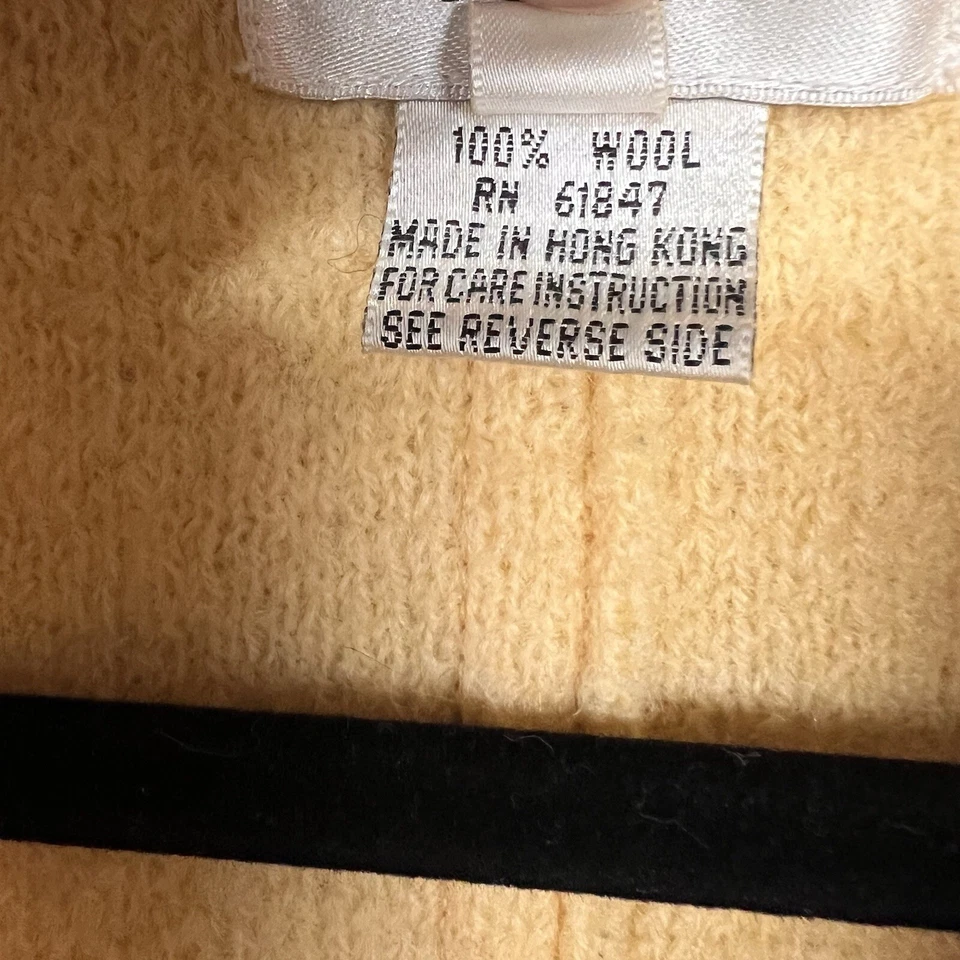 100% WOOL
RN 61847
MADE IN HONG KONG
FOR CARE INSTRUCTION
SEE REVERSE SIDE